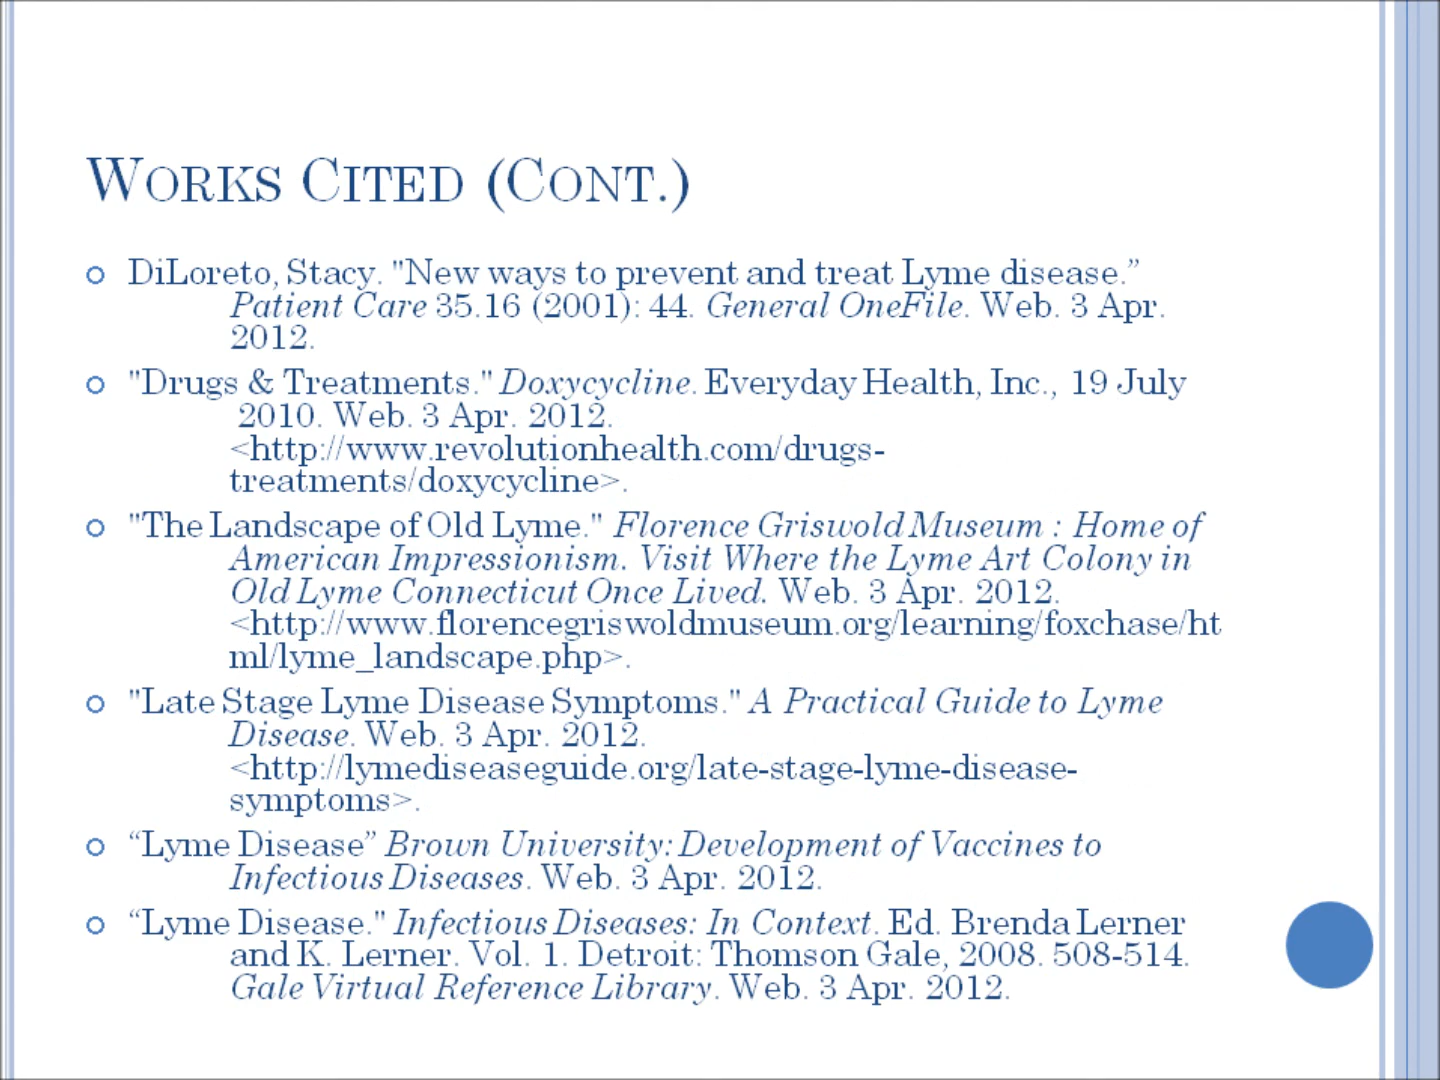 WORKS CITED (CONT.)
DiLoreto, Stacy. "New ways to prevent and treat Lyme disease.”
Patient Care 35.16 (2001): 44. General OneFile. Web. 3 Apr.
2012.
"Drugs & Treatments." Doxycycline. Everyday Health, Inc., 19 July
2010. Web. 3 Apr. 2012.
<http://www.revolutionhealth.com/drugs-
treatments/doxycycline>.
"The Landscape of Old Lyme." Florence Griswold Museum : Home of
American Impressionism. Visit Where the Lyme Art Colony in
Old Lyme Connecticut Once Lived. Web. 3 Apr. 2012.
<http://www.florencegriswoldmuseum.org/learning/foxchase/ht
ml/lyme_landscape.php>.
"Late Stage Lyme Disease Symptoms." A Practical Guide to Lyme
Disease. Web. 3 Apr. 2012.
<http://lymediseaseguide.org/late-stage-lyme-disease-
symptoms>.
“Lyme Disease” Brown University: Development of Vaccines to
Infectious Diseases. Web. 3 Apr. 2012.
“Lyme Disease." Infectious Diseases: In Context. Ed. Brenda Lerner
and K. Lerner. Vol. 1. Detroit: Thomson Gale, 2008. 508-514.
Gale Virtual Reference Library. Web. 3 Apr. 2012.